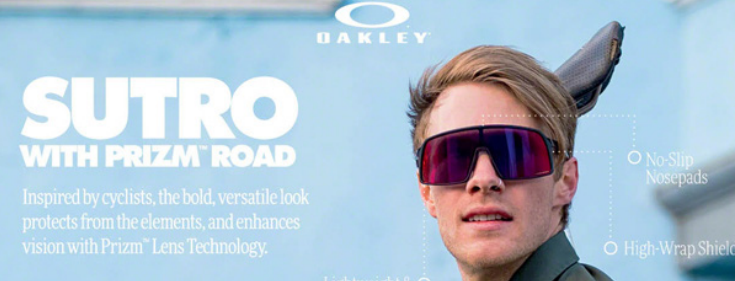 OAKLEY
SUTRO
WITH PRIZM™ ROAD
Inspired by cyclists, the bold, versatile look
protects from the elements, and enhances
vision with Prizm™ Lens Technology.
No-Slip
Nosepads
High-Wrap Shield